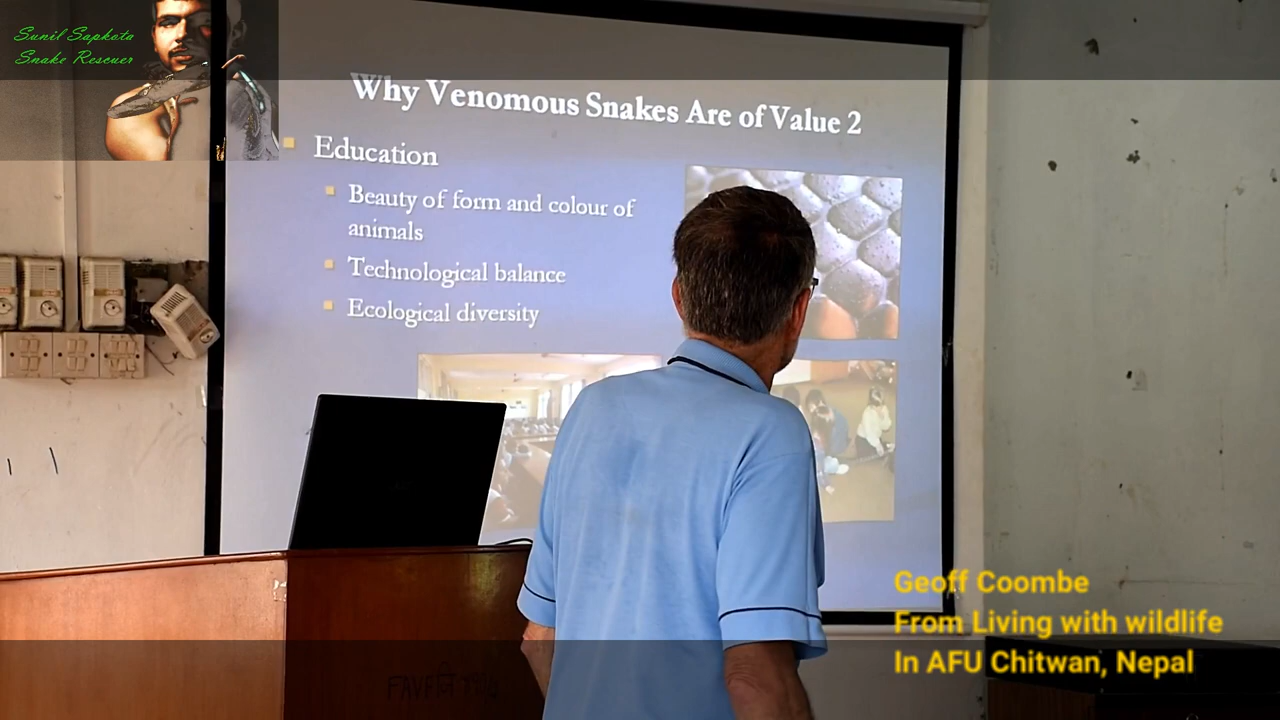 Sunil Sapkota
Snake Rescuer
Why Venomous Snakes Are of Value 2
Education
Beauty of form and colour of
animals
Technological balance
Ecological diversity
Geoff Coombe
From Living with wildlife
In AFU Chitwan, Nepal